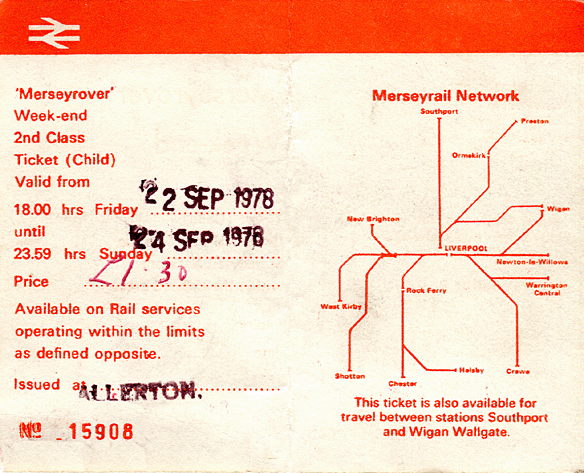 'Merseyrover'
Week-end
2nd Class
Ticket (Child)
Valid from
18.00 hrs Friday 22 SEP 1978
until
23.59 hrs Sunday 24 SEP 1978
Price £1·30
Available on Rail services
operating within the limits
as defined opposite.
Issued at ALLERTON.
No 15908
Merseyrail Network
Southport
Preston
Ormskirk
Wigan
New Brighton
LIVERPOOL
Newton-le-Willows
Warrington
Central
Rock Ferry
West Kirby
Shotton
Chester
Helsby
Crewe
This ticket is also available for
travel between stations Southport
and Wigan Wallgate.